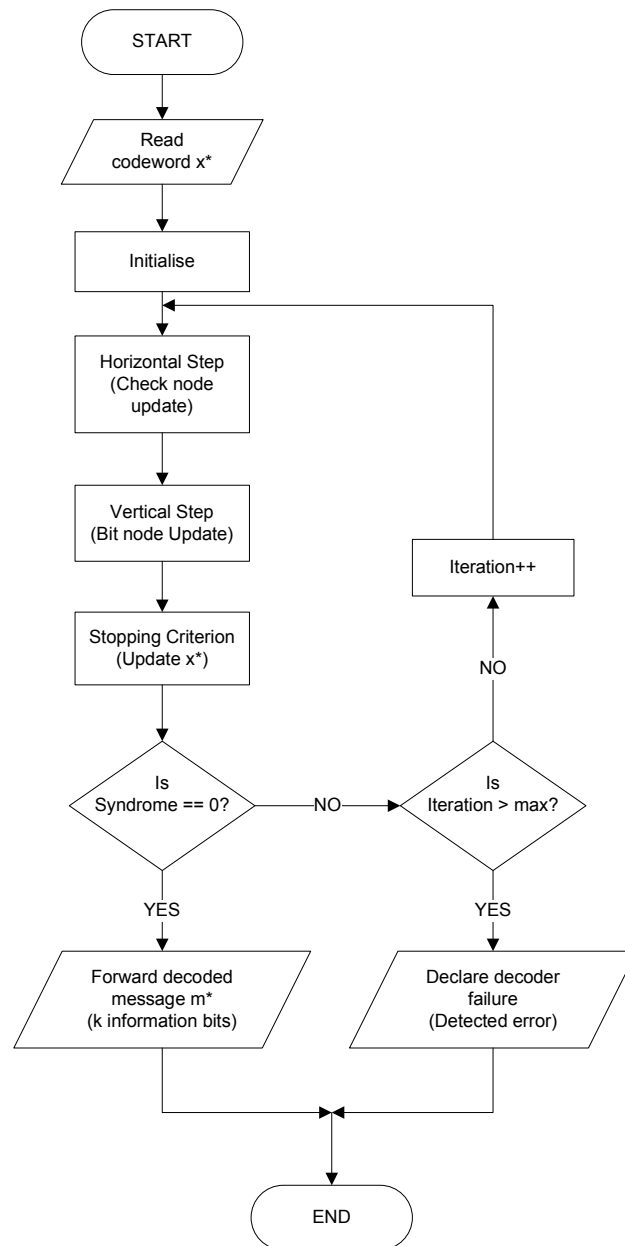 START
Read
codeword x*
Initialise
Horizontal Step
(Check node
update)
Vertical Step
(Bit node Update)
Iteration++
Stopping Criterion
(Update x*)
NO
Is
Syndrome == 0?
NO
Is
Iteration > max?
YES
YES
Forward decoded
message m*
(k information bits)
Declare decoder
failure
(Detected error)
END